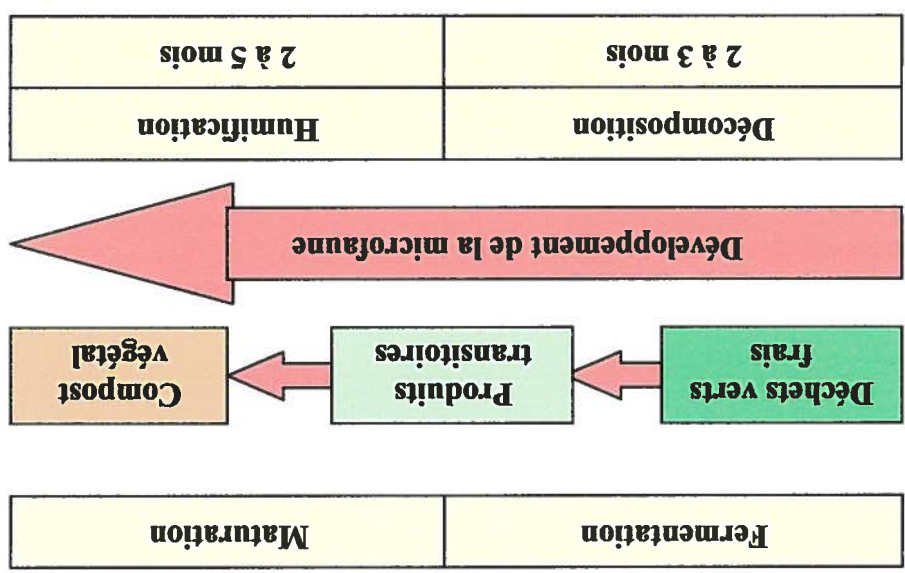 Fermentation
Maturation
Déchets verts
frais
Produits
transitoires
Compost
végétal
Développement de la microfaune
Décomposition
Humification
2 à 3 mois
2 à 5 mois